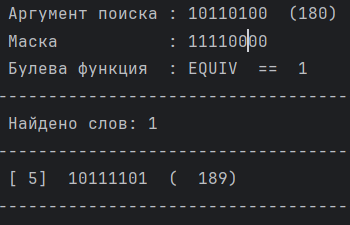 Аргумент поиска : 10110100  (180)
Маска           : 11110000
Булева функция  : EQUIV  ==  1
-----------------------------------
Найдено слов: 1
-----------------------------------
[ 5]  10111101  (  189)
-----------------------------------